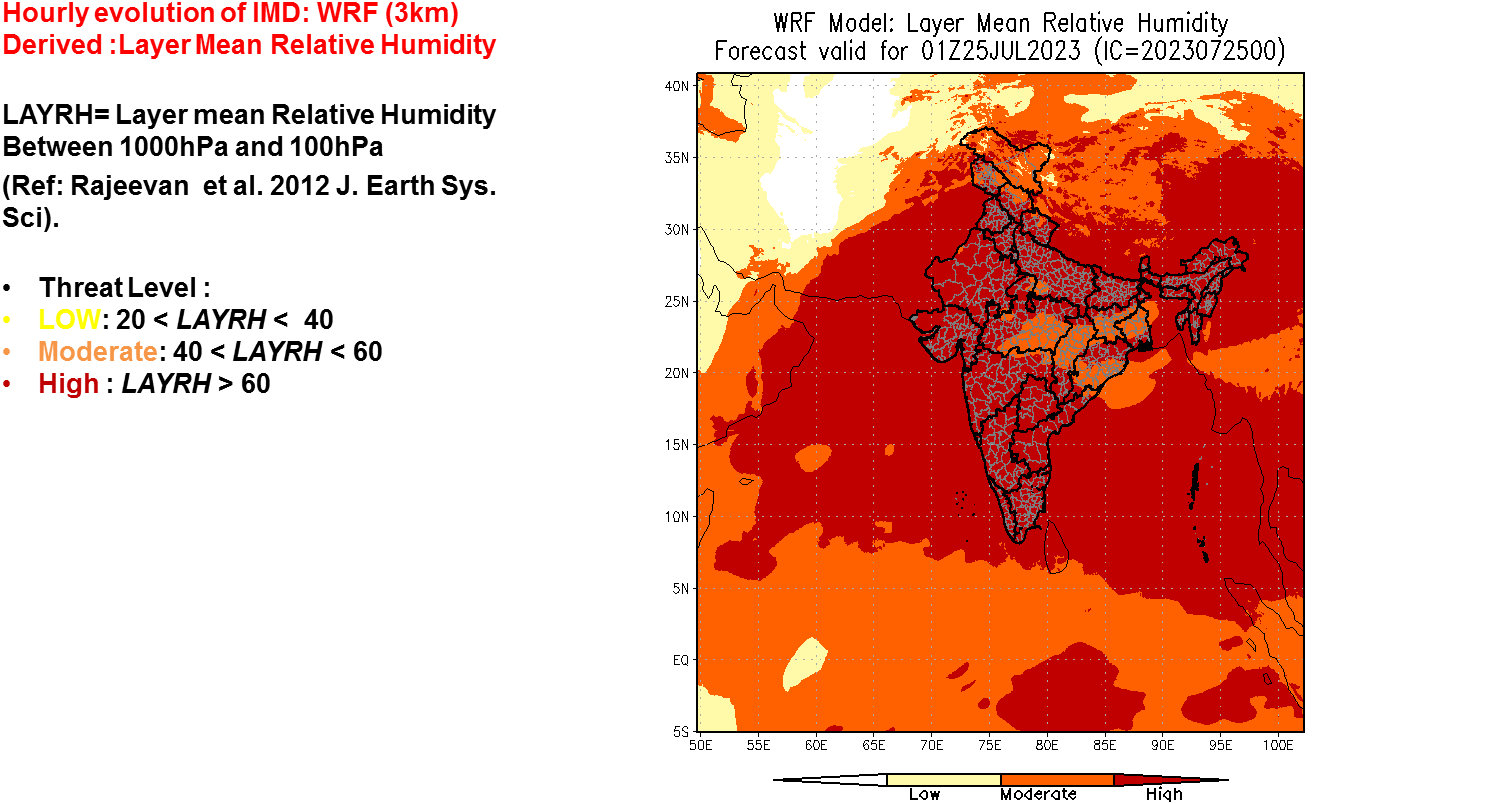 Hourly evolution of IMD: WRF (3km)
Derived :Layer Mean Relative Humidity
LAYRH= Layer mean Relative Humidity
Between 1000hPa and 100hPa
(Ref: Rajeevan et al. 2012 J. Earth Sys.
Sci).
• Threat Level :
• LOW: 20 < LAYRH < 40
• Moderate: 40 < LAYRH < 60
• High : LAYRH > 60
WRF Model: Layer Mean Relative Humidity
Forecast valid for 01Z25JUL2023 (IC=2023072500)
40N
35N
30N
25N
20N
15N
10N
5N
EQ
5S
50E 55E 60E 65E 70E 75E 80E 85E 90E 95E 100E
Low Moderate High